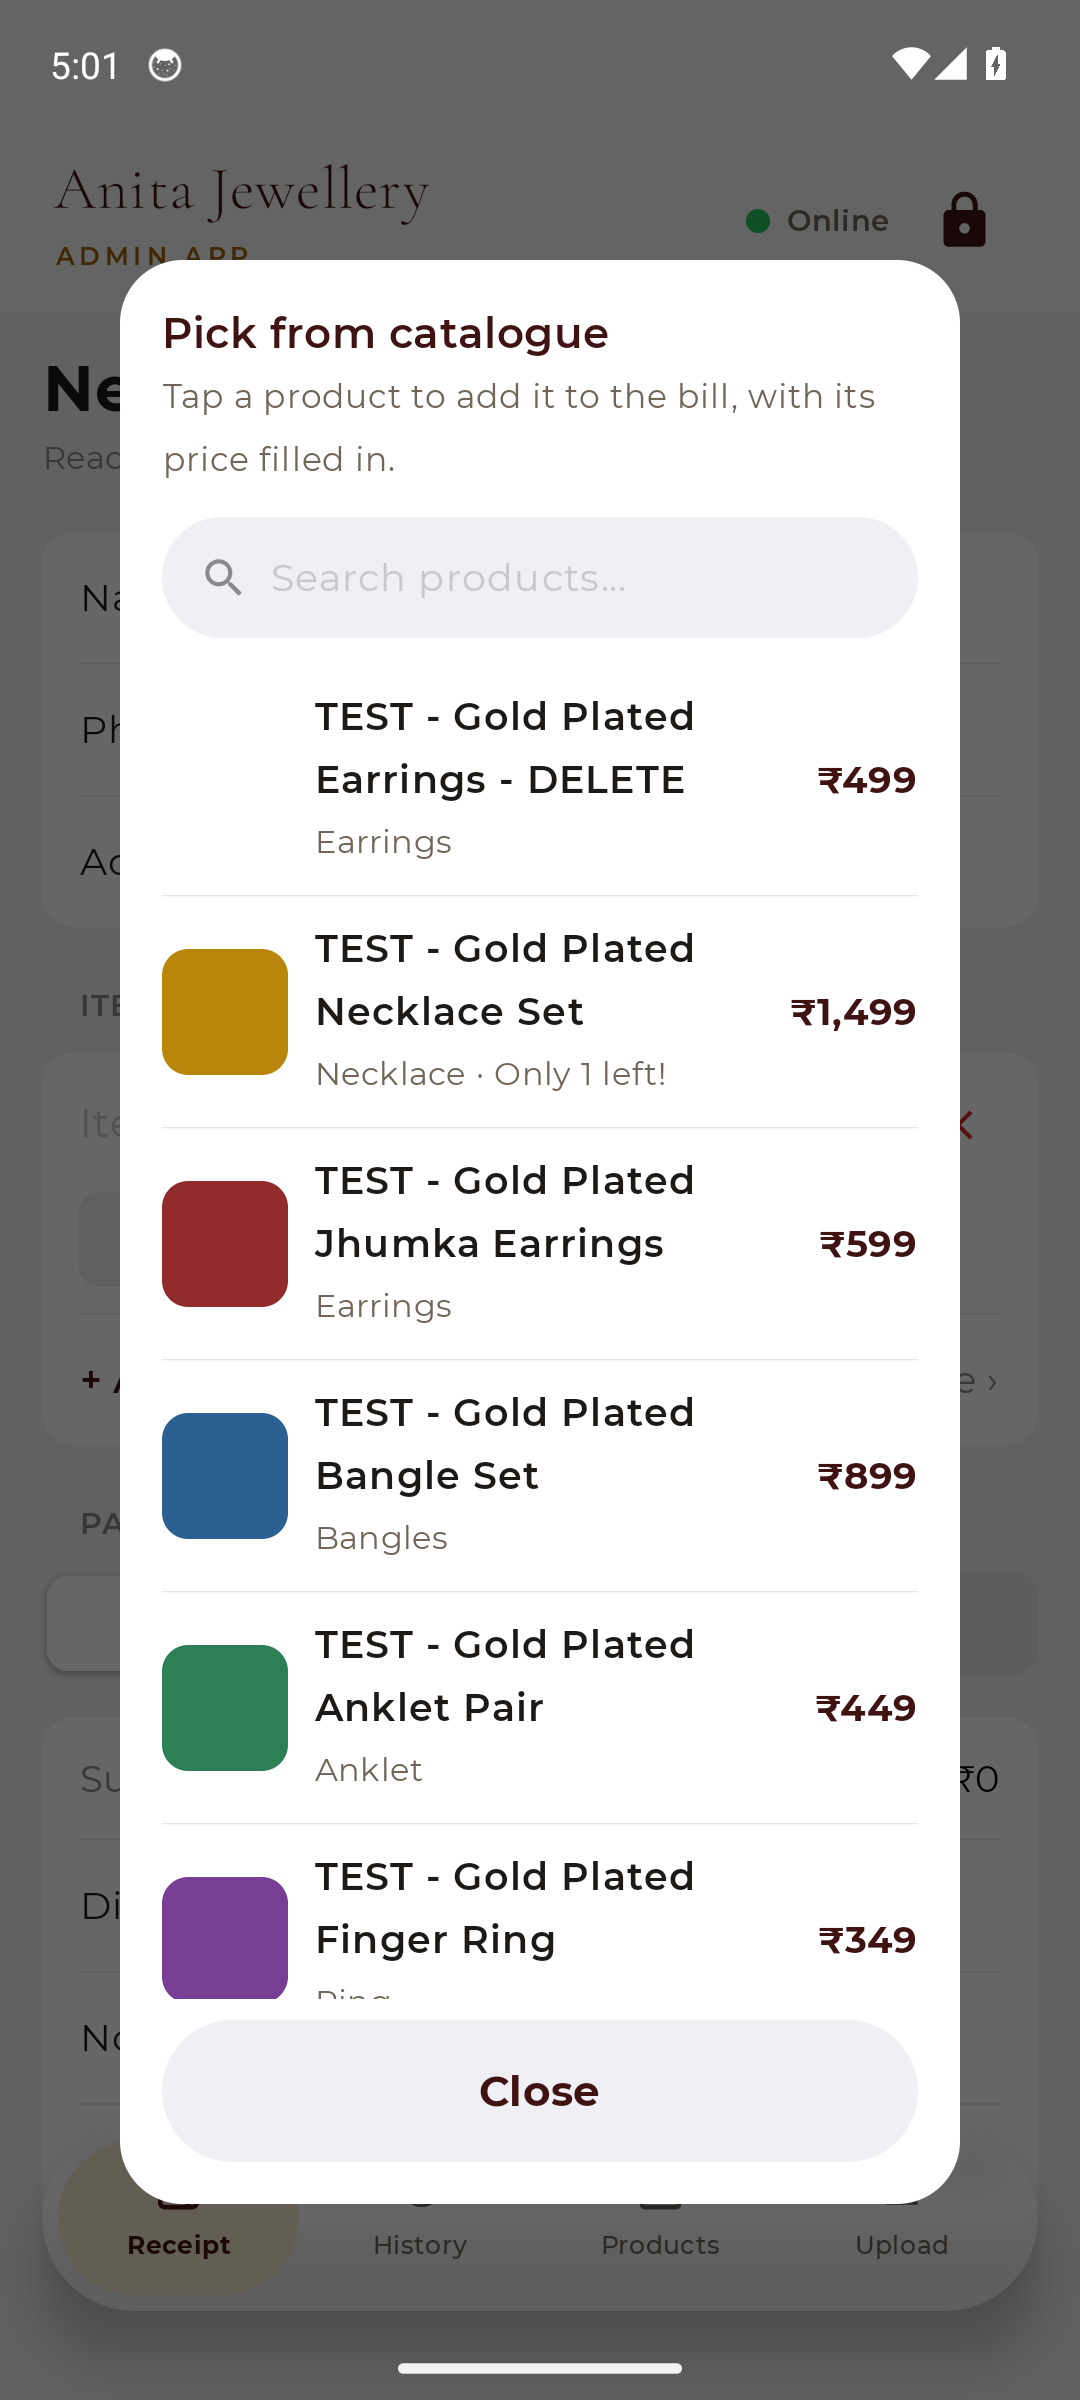 5:01
Anita Jewellery
ADMIN APP
Online
Pick from catalogue
Tap a product to add it to the bill, with its
price filled in.
Search products...
TEST - Gold Plated
Earrings - DELETE
₹499
Earrings
TEST - Gold Plated
Necklace Set
₹1,499
Necklace · Only 1 left!
TEST - Gold Plated
Jhumka Earrings
₹599
Earrings
TEST - Gold Plated
Bangle Set
₹899
Bangles
TEST - Gold Plated
Anklet Pair
₹449
Anklet
TEST - Gold Plated
Finger Ring
₹349
Ring
₹0
Close
Receipt
History
Products
Upload